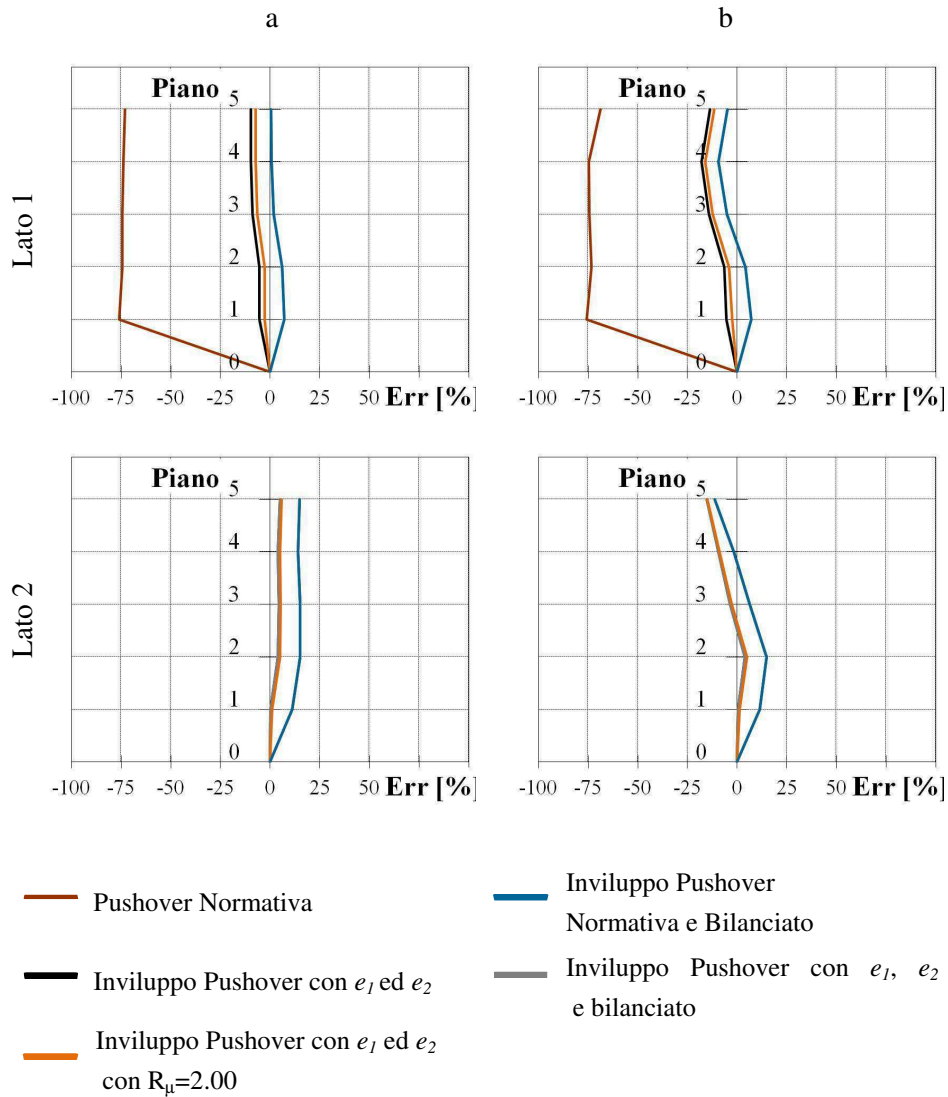 a b
Piano Piano
5 5
4 4
3 3
2 2
1 1
0 0
Lato 1
-100 -75 -50 -25 0 25 50 Err [%] -100 -75 -50 -25 0 25 50 Err [%]
Piano Piano
5 5
4 4
3 3
2 2
1 1
0 0
Lato 2
-100 -75 -50 -25 0 25 50 Err [%] -100 -75 -50 -25 0 25 50 Err [%]
Pushover Normativa
Inviluppo Pushover con e1 ed e2
Inviluppo Pushover con e1 ed e2
con Rμ=2.00
Inviluppo Pushover
Normativa e Bilanciato
Inviluppo Pushover con e1, e2
e bilanciato